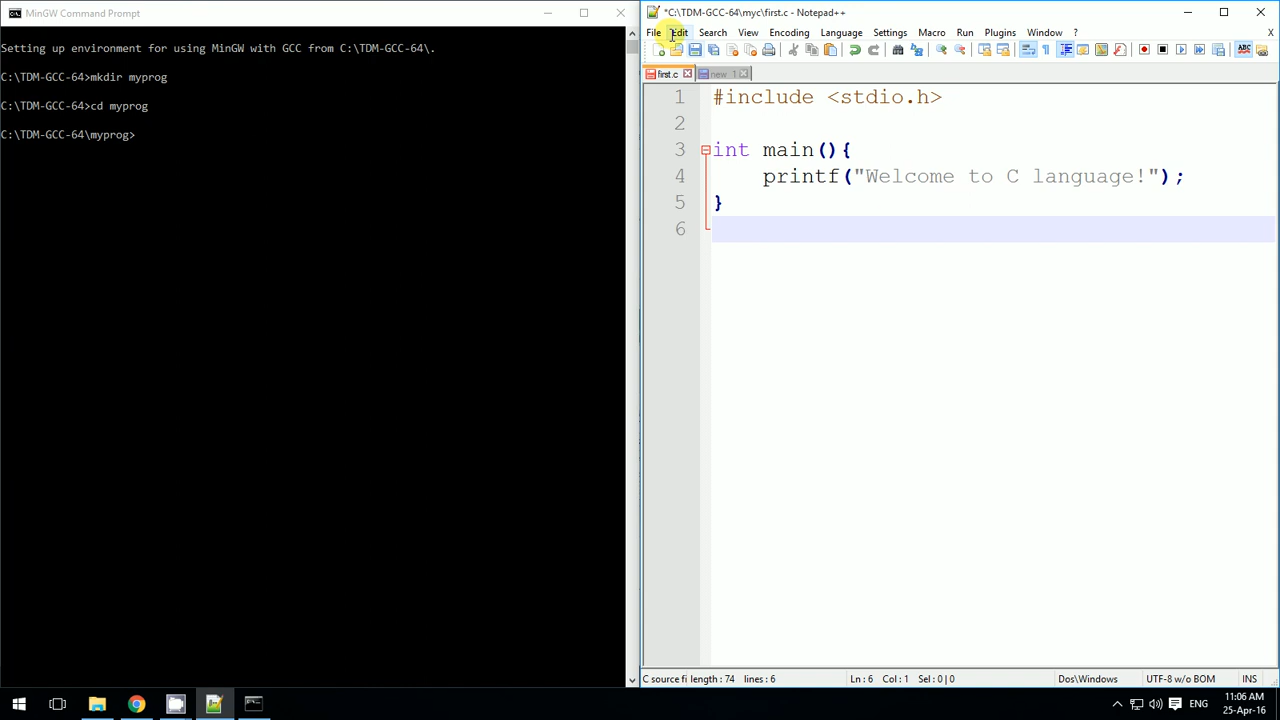 MinGW Command Prompt
Setting up environment for using MinGW with GCC from C:\TDM-GCC-64\.
C:\TDM-GCC-64>mkdir myprog
C:\TDM-GCC-64>cd myprog
C:\TDM-GCC-64\myprog>
*C:\TDM-GCC-64\myc\first.c - Notepad++
File Edit Search View Encoding Language Settings Macro Run Plugins Window ? X
first.c new 1
1 #include <stdio.h>
2
3 int main(){
4 printf("Welcome to C language!");
5 }
6
C source fi length : 74 lines : 6 Ln : 6 Col : 1 Sel : 0 | 0 Dos\Windows UTF-8 w/o BOM INS
ENG
11:06 AM
25-Apr-16